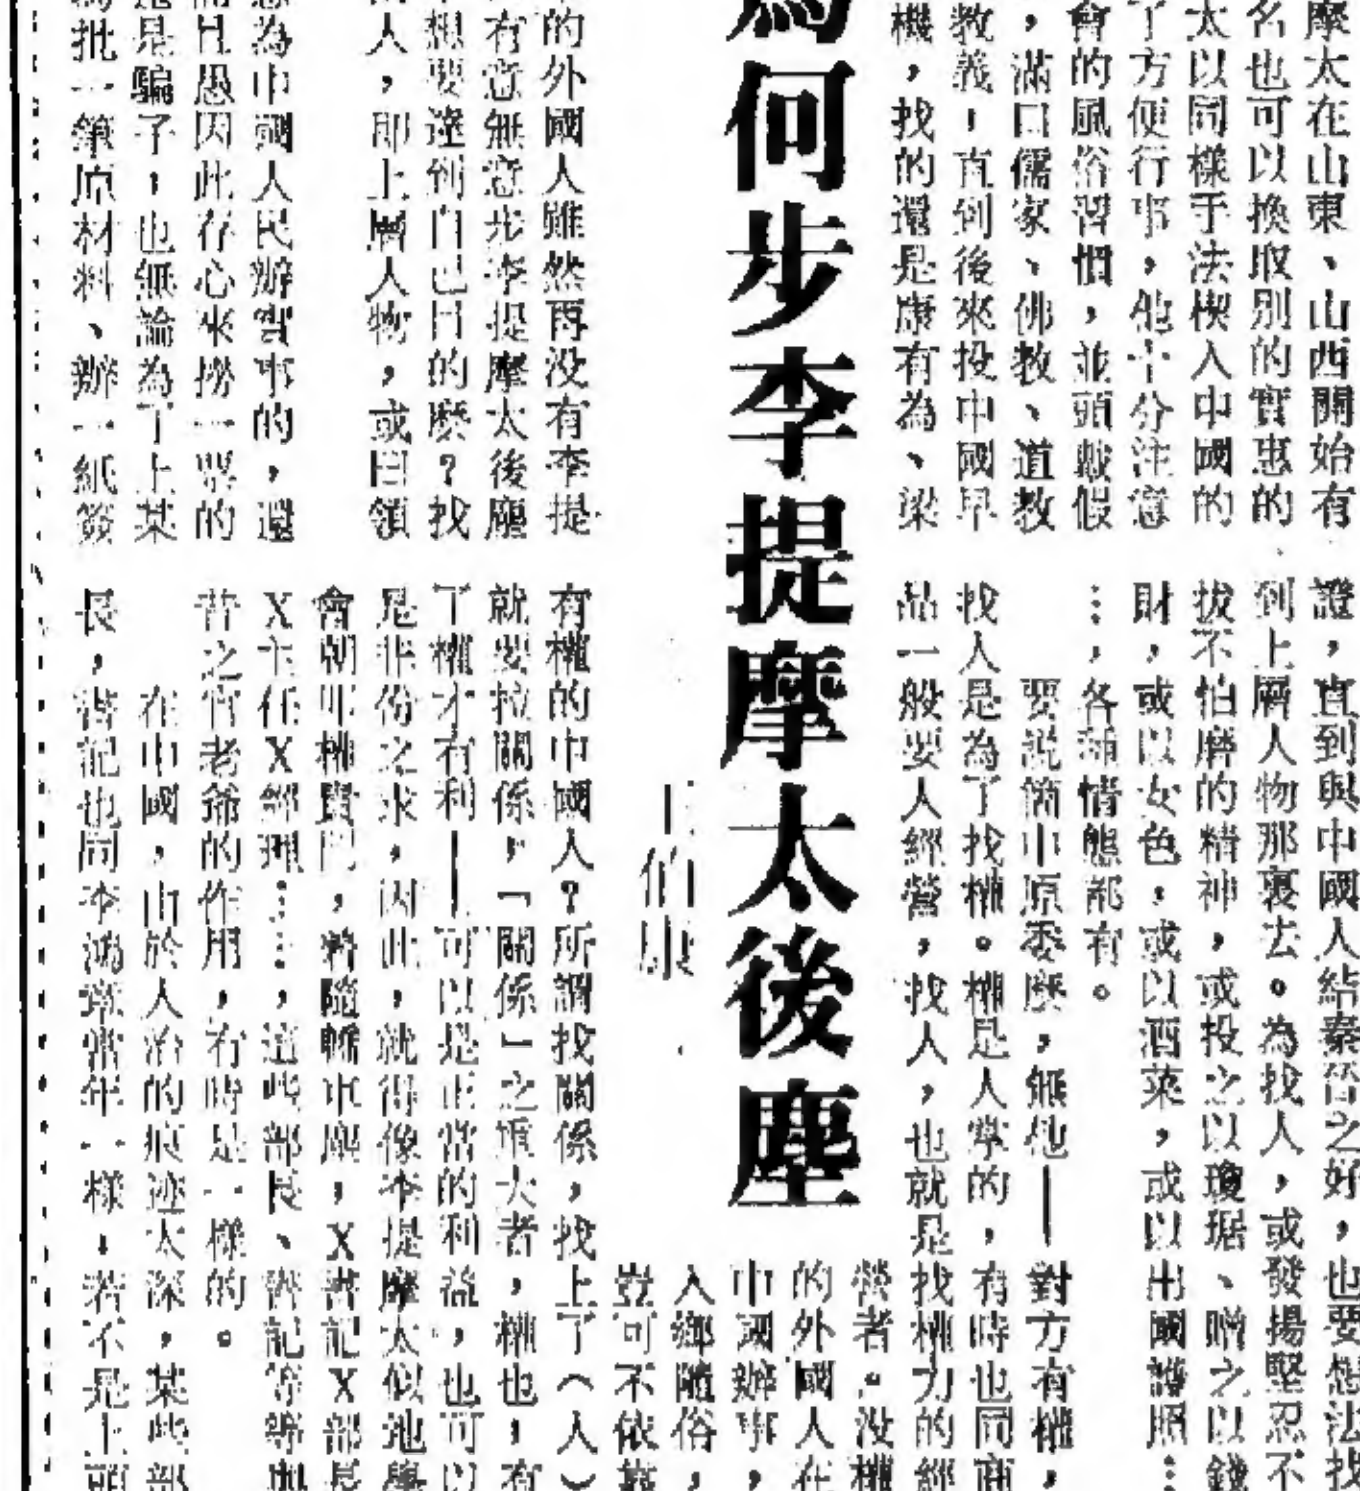 摩太在山東、山西開始有
名也可以換取別的實惠的
太以同樣手法楔入中國的
了方便行事，他十分注意
會的風俗習慣，並頭戴假
，滿口儒家、佛教、道教
教義，直到後來投中國早
機，找的還是康有為、梁
為何步李提摩太後塵
王伯康
的外國人雖然再没有李提
有意無意步李提摩太後塵
想要達到自已目的麽？找
人，即上層人物，或曰領
為中國人民辦實事的，還
且愚因此存心來撈一票的
是騙子，也無論為了上某
批一筆原材料、辦一紙簽
證，直到與中國人結秦晉之好，也要想法找
到上層人物那裏去。為找人，或發揚堅忍不
拔不怕磨的精神，或投之以瓊琚、贈之以錢
財，或以女色，或以酒菜，或以出國護照…
…，各種情態都有。
要説箇中原委麽，無他——對方有權，
找人是為了找權。權是人掌的，有時也同商
品一般要人經營，找人，也就是找權力的經
營者。没權
的外國人在
中國辦事，
入鄉隨俗，
豈可不依靠
有權的中國人？所謂找關係，找上了（人）
就要拉關係，「關係」之重大者，權也，有
了權才有利——可以是正當的利益，也可以
是非份之求，因此，就得像李提摩太似地學
會朝叩權貴門，將隨轎車塵，X書記X部長
X主任X經理……，這些部長、書記等等與
昔之官老爺的作用，有時是一樣的。
在中國，由於人治的痕迹太深，某些部
長，書記也同李鴻章當年一樣，若不是上頭